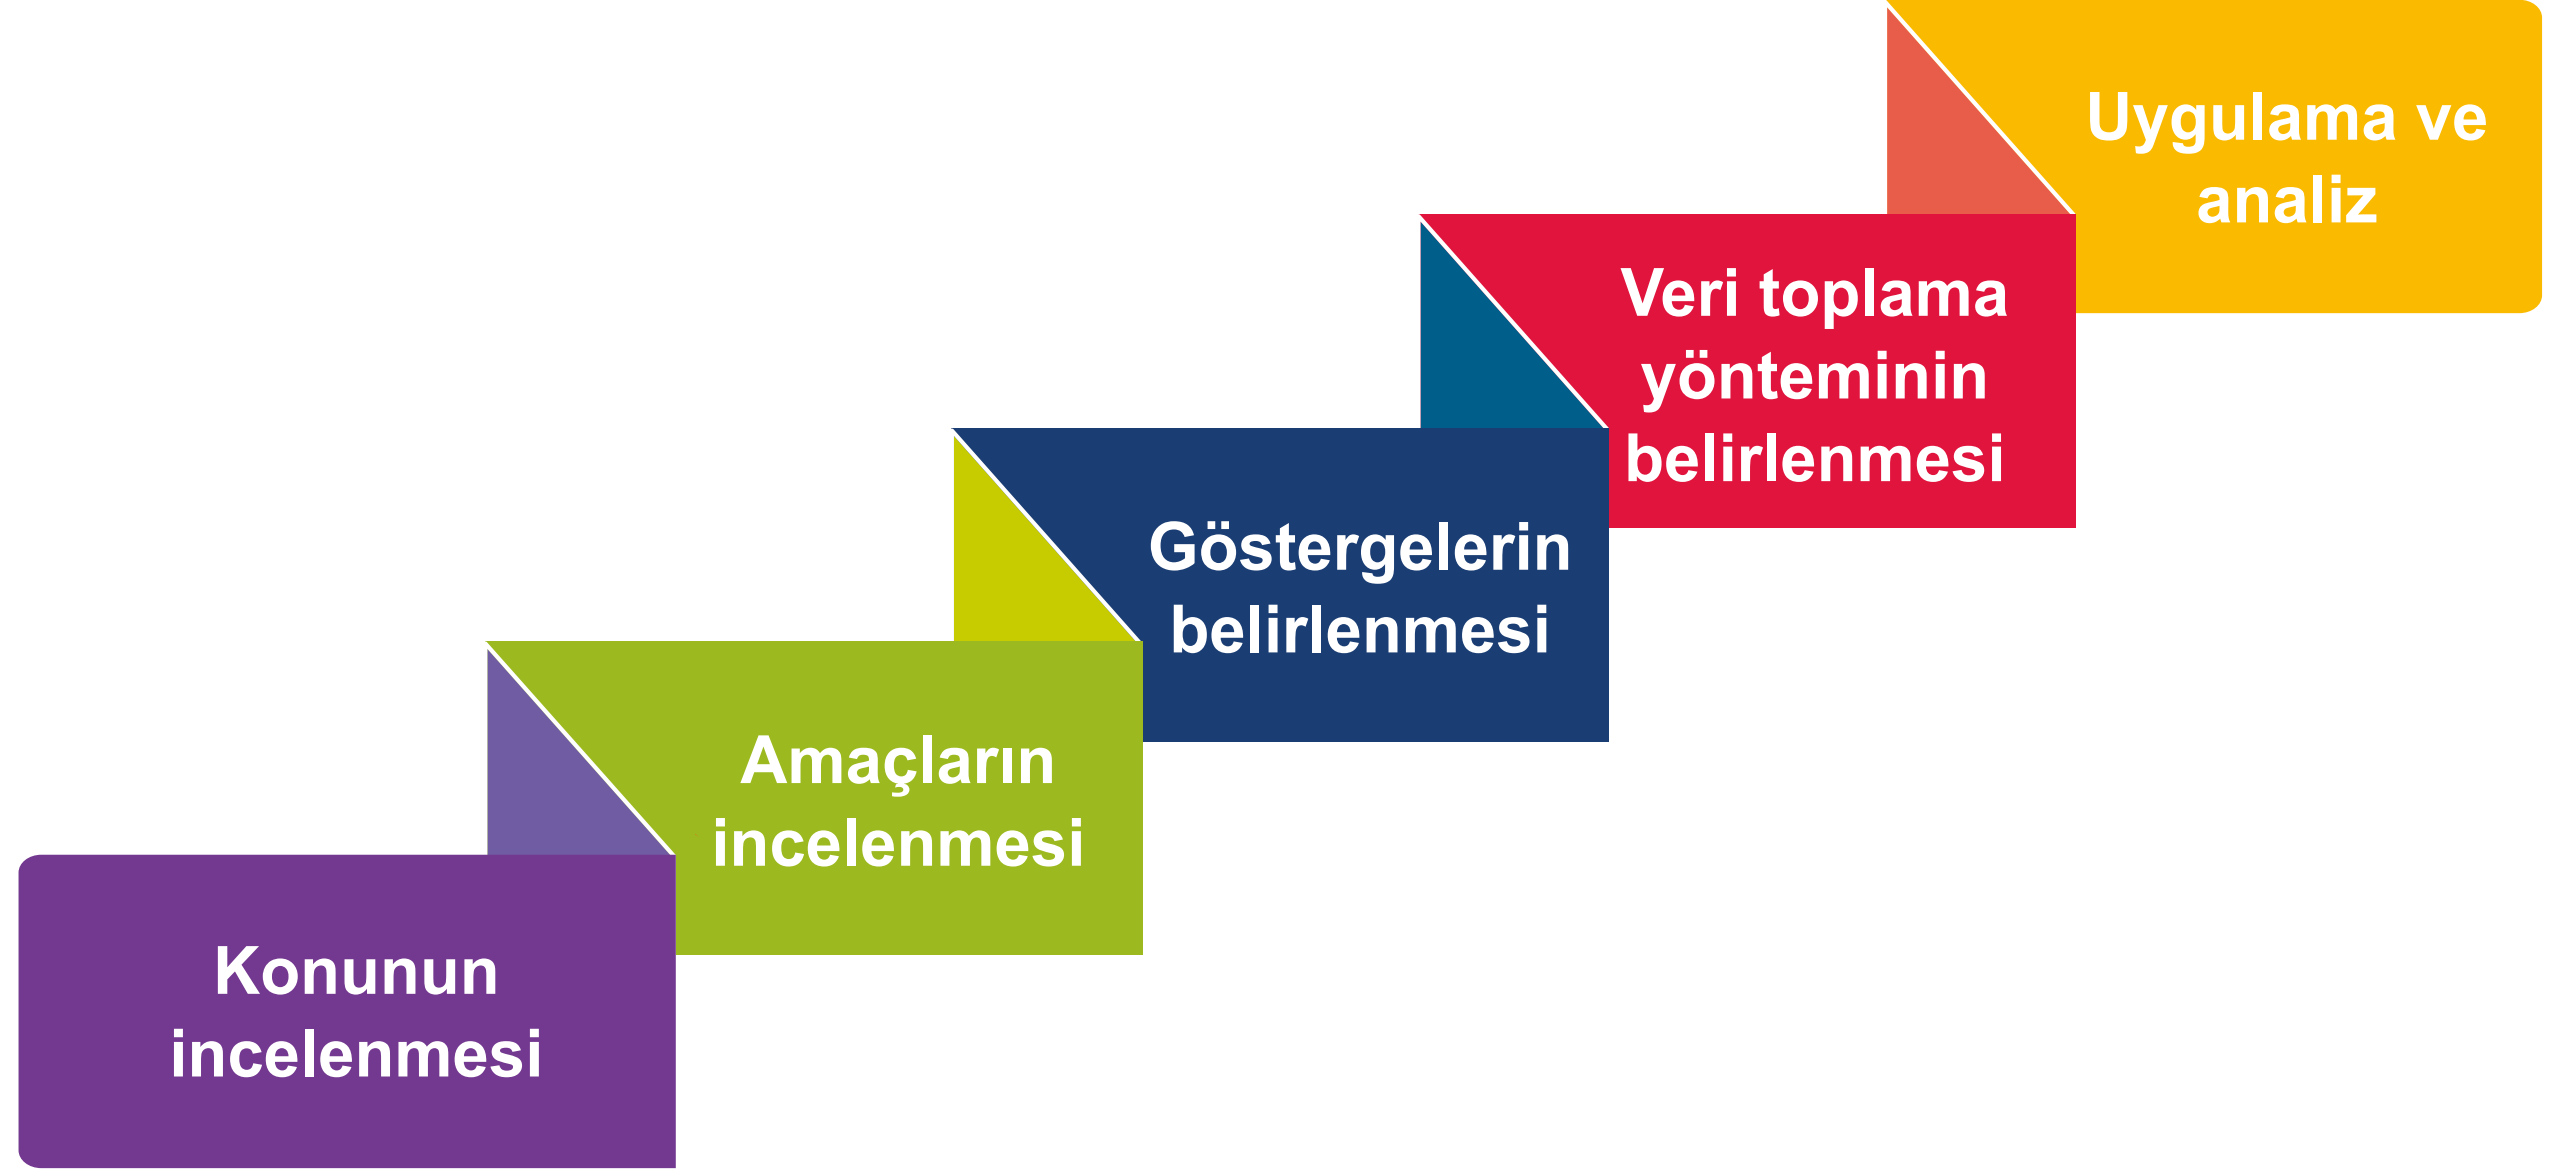 Konunun
incelenmesi
Amaçların
incelenmesi
Göstergelerin
belirlenmesi
Veri toplama
yönteminin
belirlenmesi
Uygulama ve
analiz